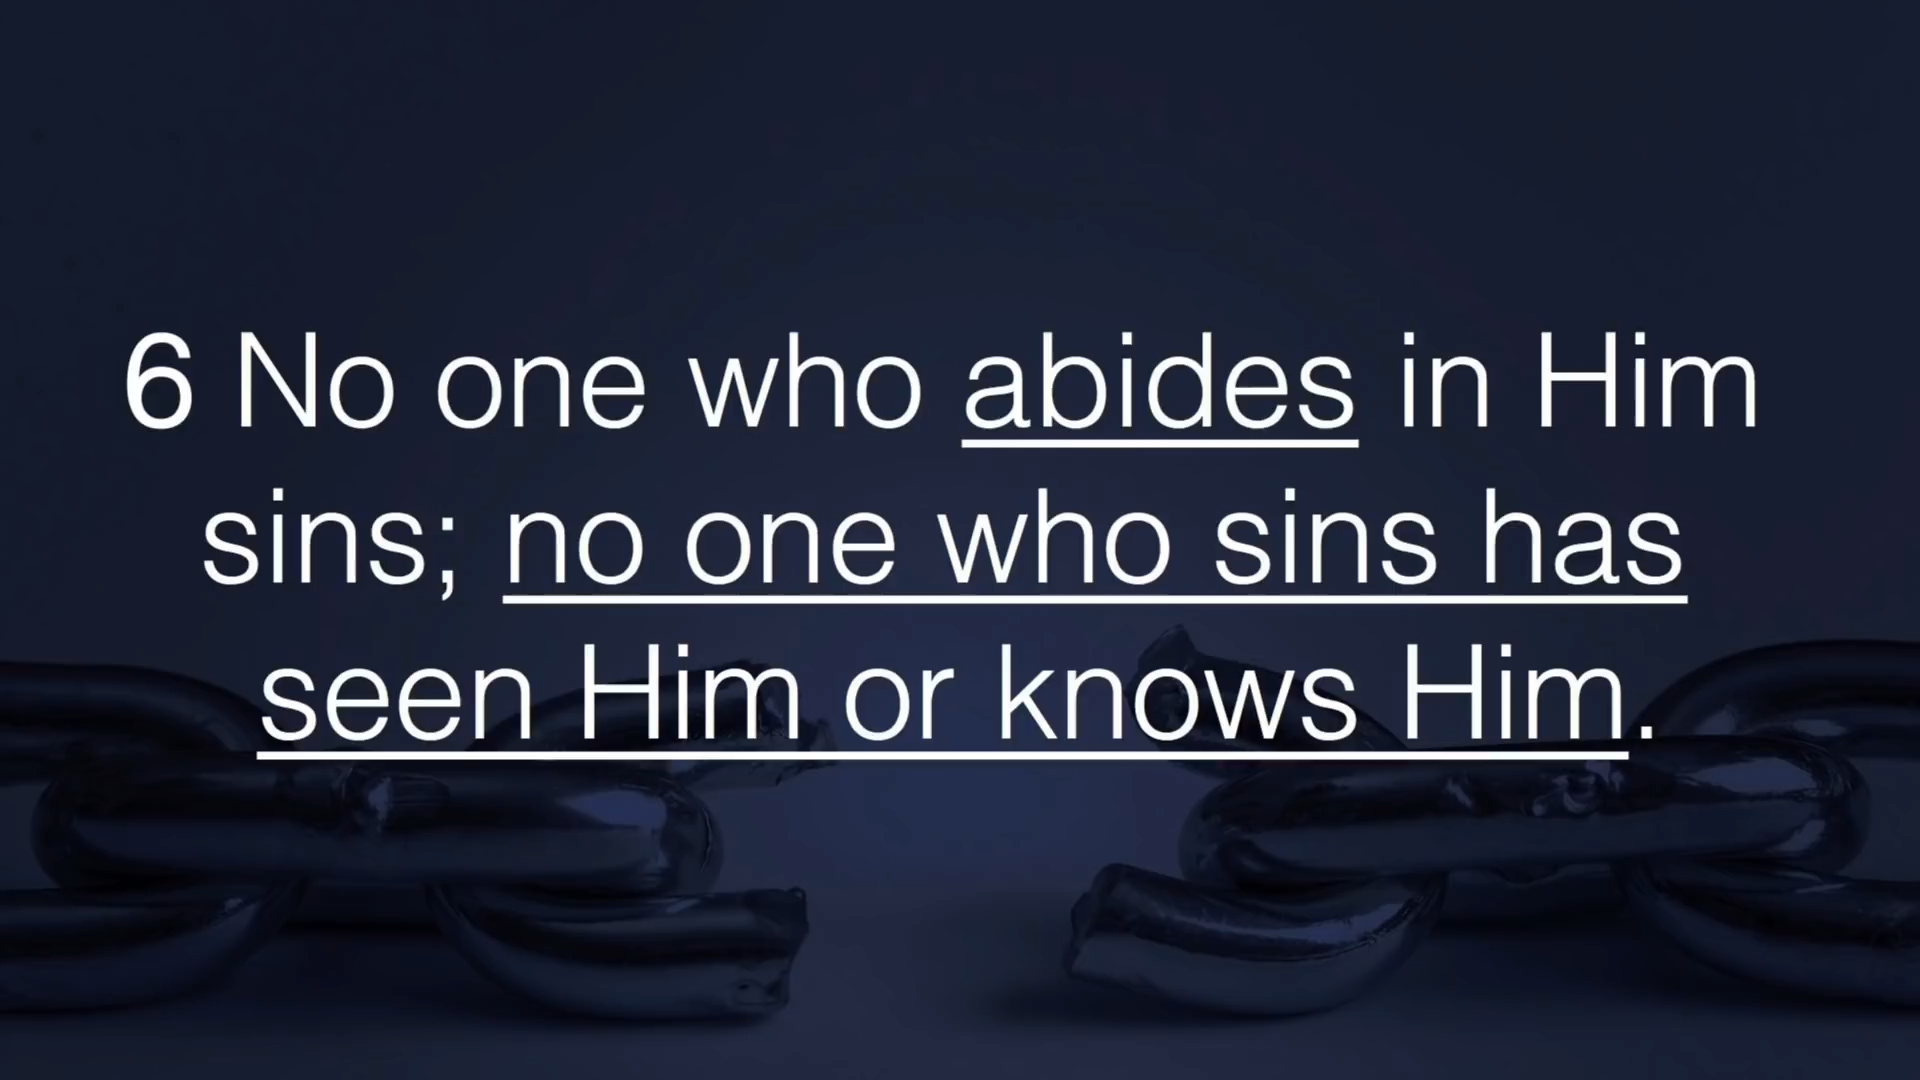 6 No one who abides in Him
sins; no one who sins has
seen Him or knows Him.